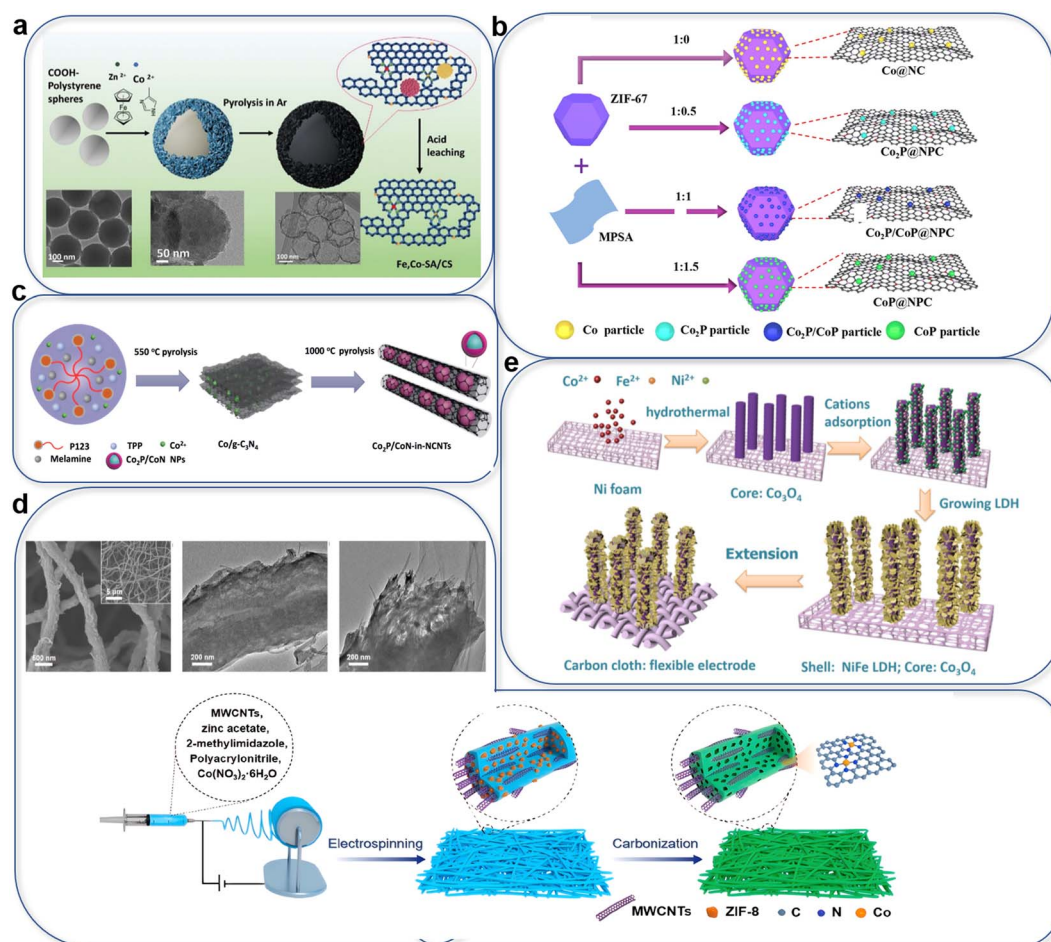 a
COOH-
Polystyrene
spheres
Zn 2+ Co 2+
Fe
Pyrolysis in Ar
Acid
leaching
100 nm
50 nm
100 nm
Fe,Co-SA/CS
b
1:0
Co@NC
ZIF-67
1:0.5
Co₂P@NPC
+
1:1
MPSA
Co₂P/CoP@NPC
1:1.5
CoP@NPC
Co particle
Co₂P particle
Co₂P/CoP particle
CoP particle
c
550 °C pyrolysis
1000 °C pyrolysis
Co/g-C₃N₄
Co₂P/CoN-in-NCNTs
P123
TPP
Co²⁺
Melamine
Co₂P/CoN NPs
e
Co²⁺ Fe²⁺ Ni²⁺
hydrothermal
Cations
adsorption
Ni foam
Core: Co₃O₄
Growing LDH
Extension
Carbon cloth: flexible electrode
Shell: NiFe LDH; Core: Co₃O₄
d
5 μm
200 nm
200 nm
MWCNTs,
zinc acetate,
2-methylimidazole,
Polyacrylonitrile,
Co(NO₃)₂·6H₂O
Electrospinning
Carbonization
MWCNTs
ZIF-8
C
N
Co